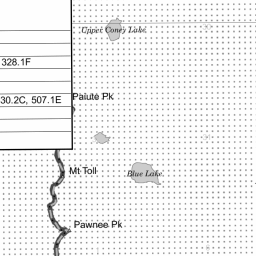 Upper Coney Lake
328.1F
30.2C, 507.1E
Paiute Pk
Mt Toll
Blue Lake
Pawnee Pk